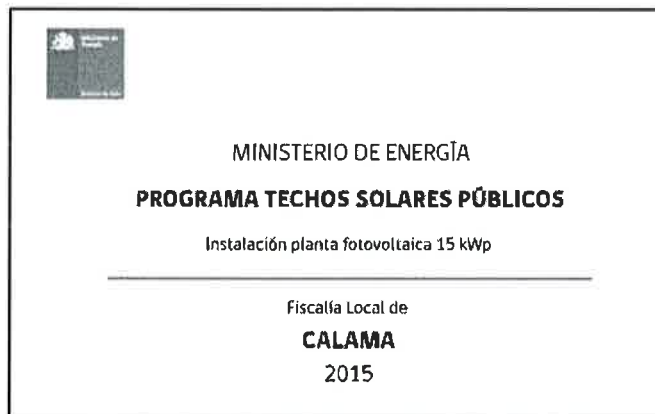 MINISTERIO DE ENERGÍA
PROGRAMA TECHOS SOLARES PÚBLICOS
Instalación planta fotovoltaica 15 kWp
Fiscalía Local de
CALAMA
2015